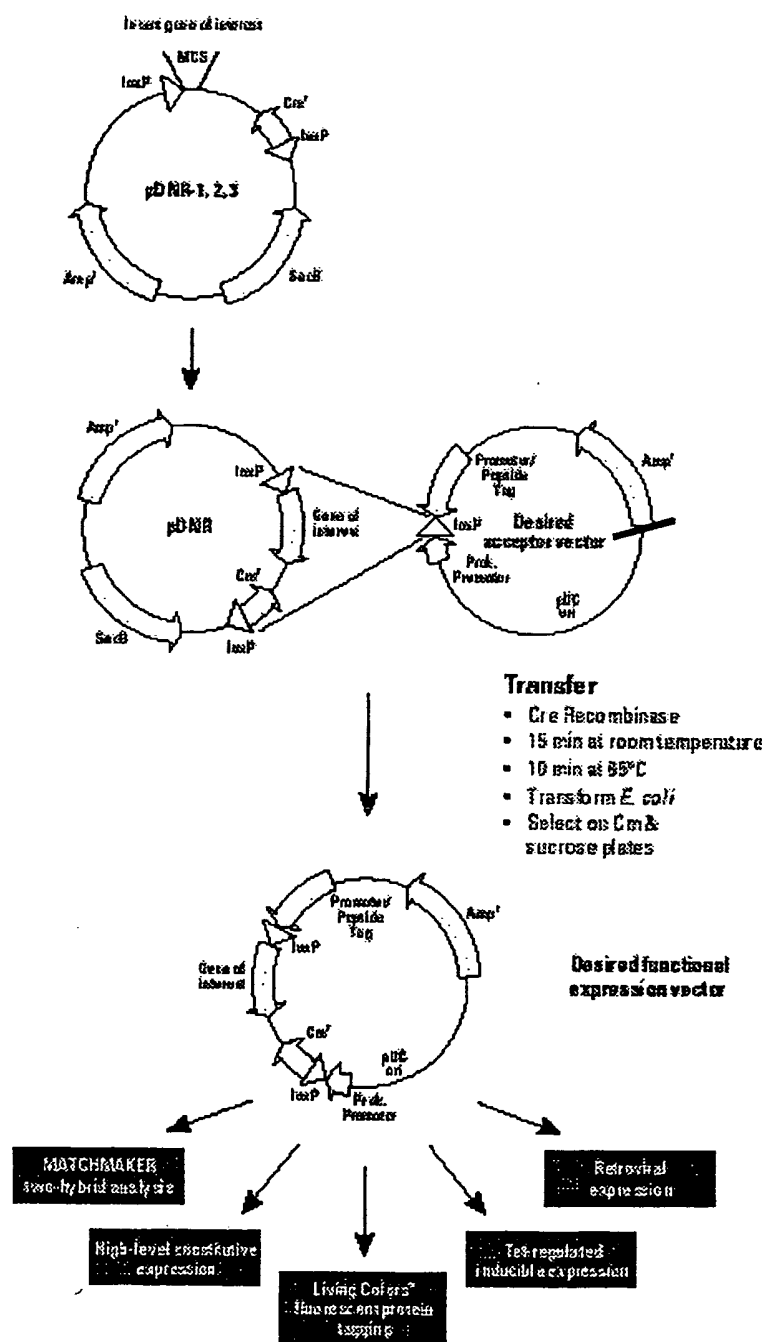 Insert gene of interest
MCS
loxP
Cmʳ
loxP
pDNR-1, 2, 3
Ampʳ
SacB
Ampʳ
loxP
pDNR
Gene of
interest
Cmʳ
SacB
loxP
Promoter/
Peptide
Tag
Ampʳ
loxP
Desired
acceptor vector
Prok.
Promoter
pUC
ori
Transfer
• Cre Recombinase
• 15 min at room temperature
• 10 min at 65°C
• Transform E. coli
• Select on Cm &
sucrose plates
Promoter/
Peptide
Tag
Ampʳ
loxP
Gene of
interest
Desired functional
expression vector
Cmʳ
pUC
ori
loxP
Prok.
Promoter
MATCHMAKER
two-hybrid analysis
Retroviral
expression
High-level constitutive
expression
Tet-regulated
inducible expression
Living Colors®
fluorescent protein
tagging